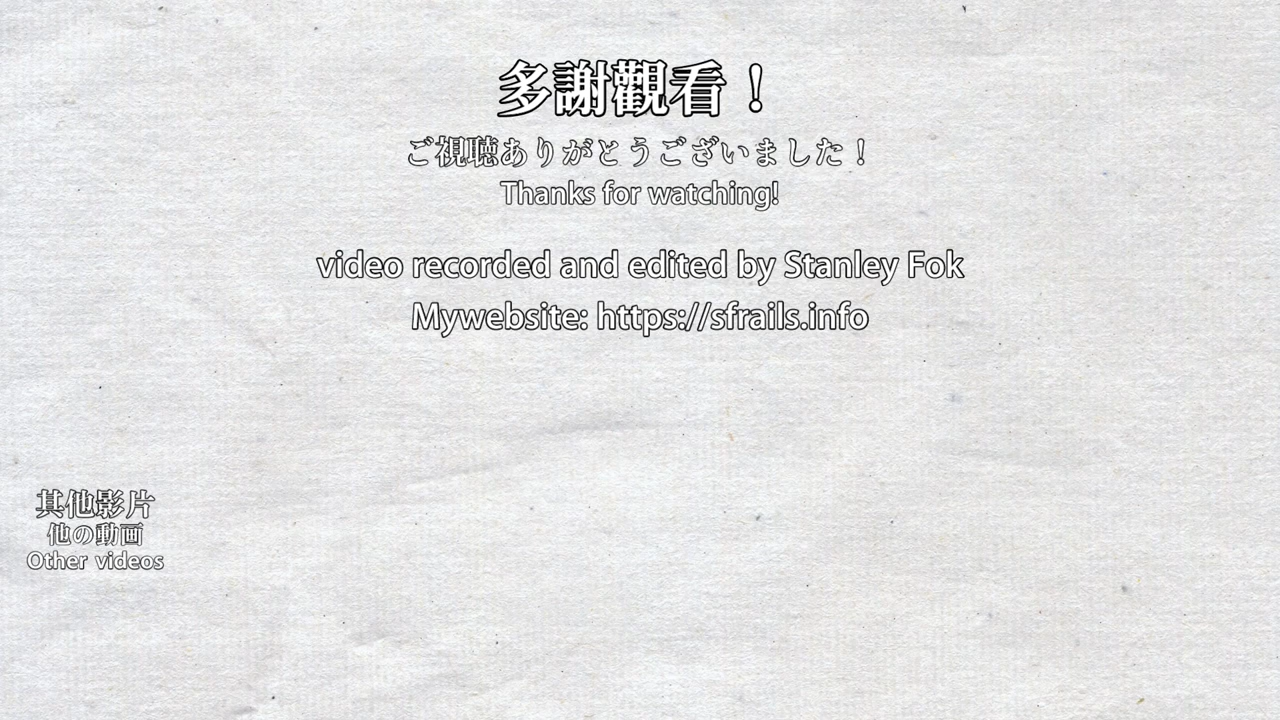 多謝觀看！
ご視聴ありがとうございました！
Thanks for watching!
video recorded and edited by Stanley Fok
Mywebsite: https://sfrails.info
其他影片
他の動画
Other videos